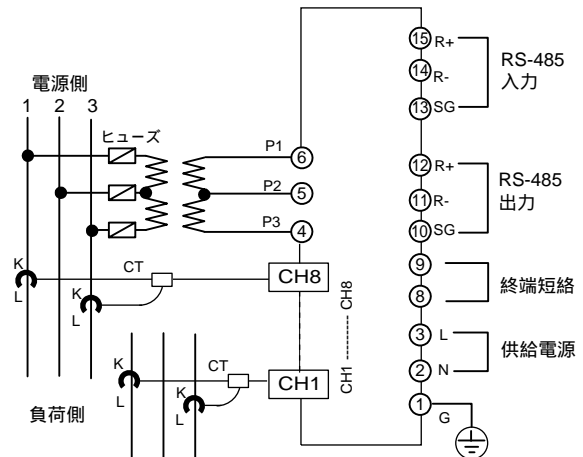 電源側
1 2 3
ヒューズ
P1
P2
P3
6
5
4
K
L
CT
K
L
CH8
CH1 CH8
K
L
CT
K
L
CH1
負荷側
15 R+
14 R-
13 SG
RS-485
入力
12 R+
11 R-
10 SG
RS-485
出力
9
8
終端短絡
3 L
2 N
供給電源
1 G